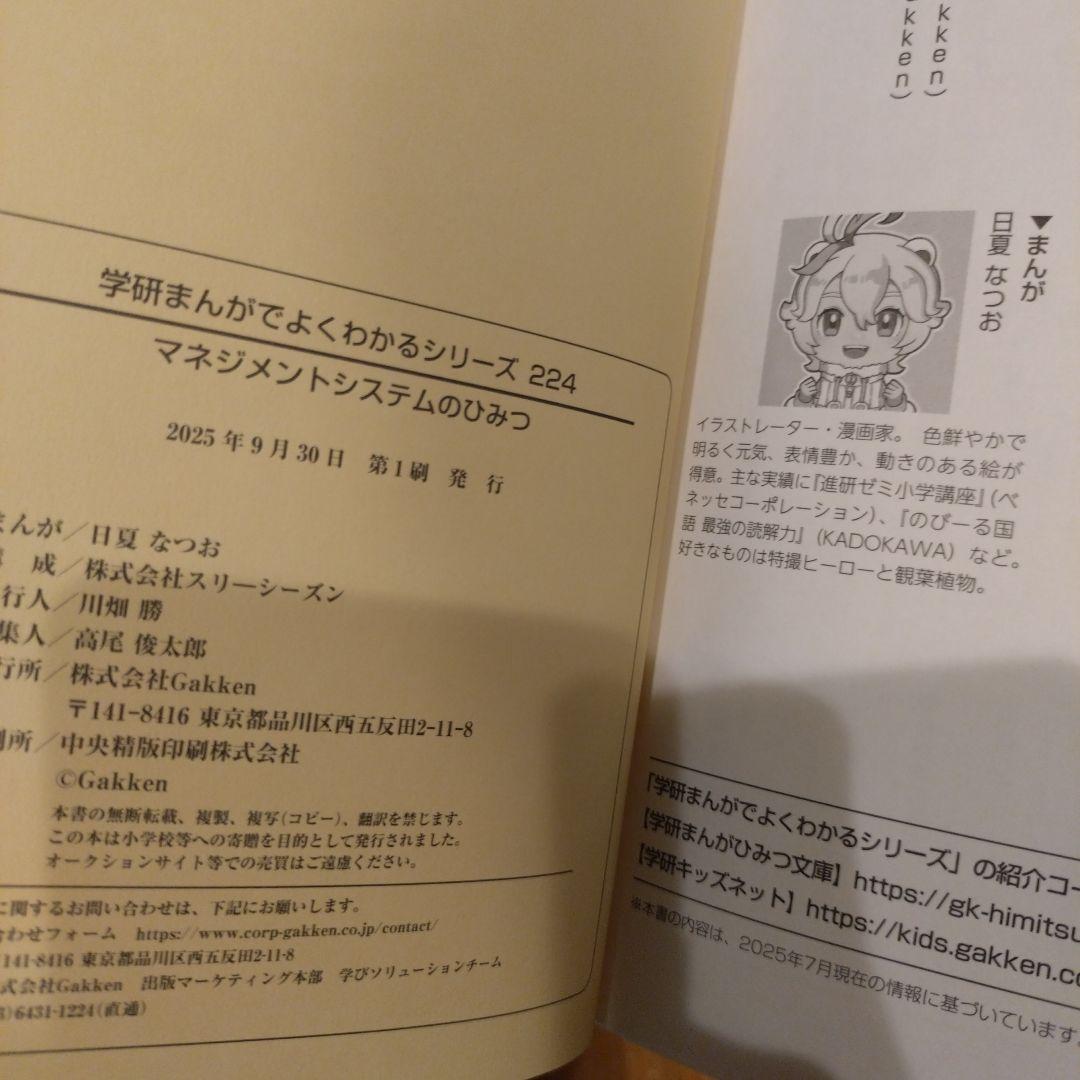 学研まんがでよくわかるシリーズ 224
マネジメントシステムのひみつ
2025年9月30日 第1刷 発 行
まんが／日夏 なつお
成／株式会社スリーシーズン
行人／川畑 勝
集人／高尾 俊太郎
行所／株式会社Gakken
〒141-8416 東京都品川区西五反田2-11-8
刷所／中央精版印刷株式会社
©Gakken
本書の無断転載、複製、複写(コピー)、翻訳を禁じます。
この本は小学校等への寄贈を目的として発行されました。
オークションサイト等での売買はご遠慮ください。
に関するお問い合わせは、下記にお願いします。
合わせフォーム https://www.corp-gakken.co.jp/contact/
141-8416 東京都品川区西五反田2-11-8
式会社Gakken 出版マーケティング本部 学びソリューションチーム
3)6431-1224(直通)
kken)
kken)
▼まんが
日夏 なつお
イラストレーター・漫画家。 色鮮やかで
明るく元気、表情豊か、動きのある絵が
得意。主な実績に『進研ゼミ小学講座』(ベ
ネッセコーポレーション)、『のびーる国
語 最強の読解力』(KADOKAWA) など。
好きなものは特撮ヒーローと観葉植物。
「学研まんがでよくわかるシリーズ」の紹介コー
【学研まんがひみつ文庫】 https://gk-himitsu
【学研キッズネット】 https://kids.gakken.co
※本書の内容は、2025年7月現在の情報に基づいています。